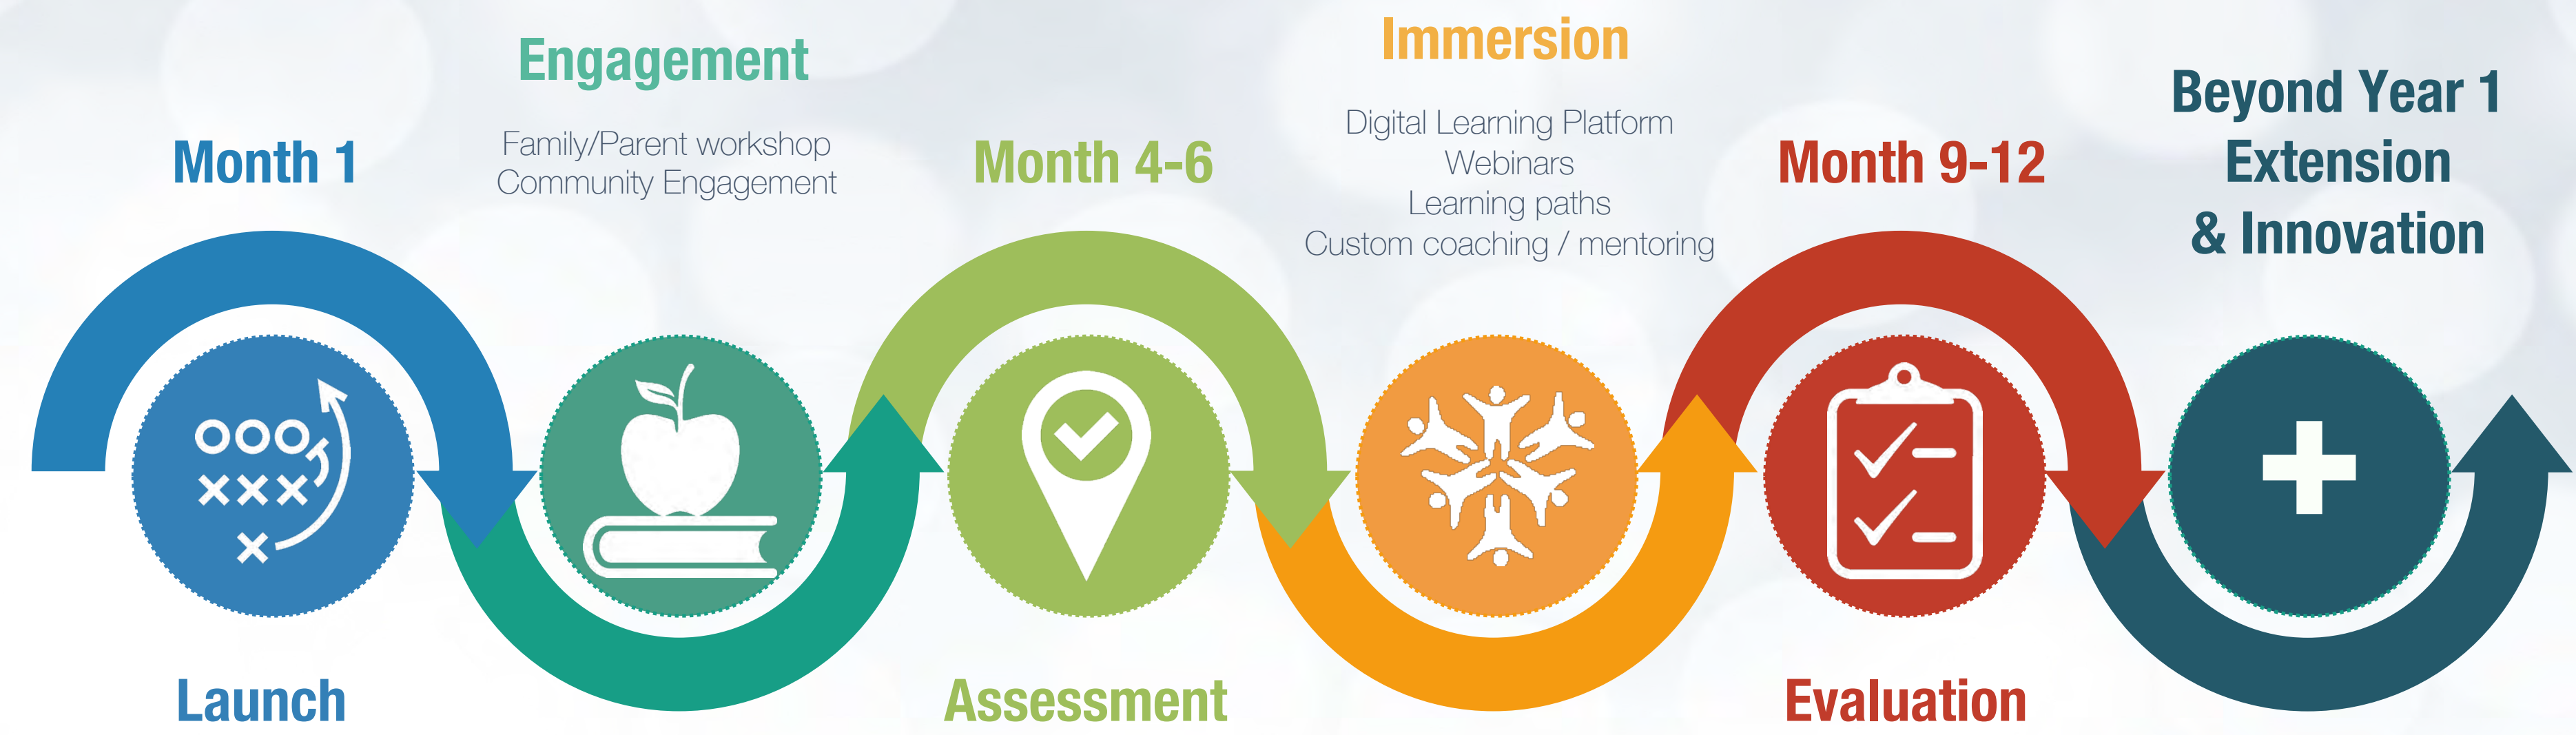 Month 1
Launch
Engagement
Family/Parent workshop
Community Engagement
Month 4-6
Assessment
Immersion
Digital Learning Platform
Webinars
Learning paths
Custom coaching / mentoring
Month 9-12
Evaluation
Beyond Year 1
Extension
& Innovation